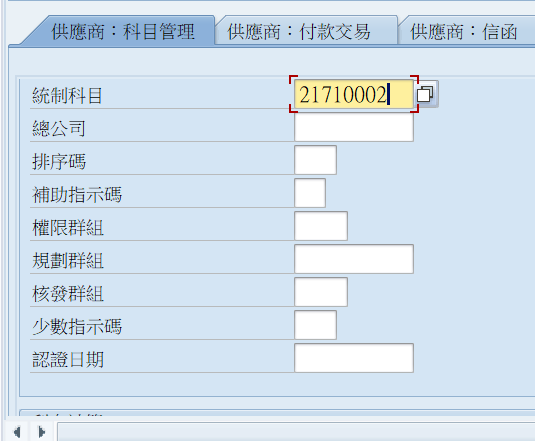 供應商：科目管理 供應商：付款交易 供應商：信函
統制科目 21710002
總公司
排序碼
補助指示碼
權限群組
規劃群組
核發群組
少數指示碼
認證日期